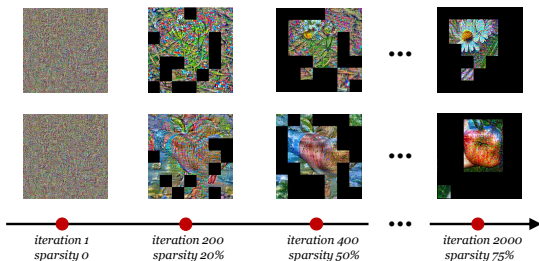 iteration 1
sparsity 0
iteration 200
sparsity 20%
iteration 400
sparsity 50%
iteration 2000
sparsity 75%